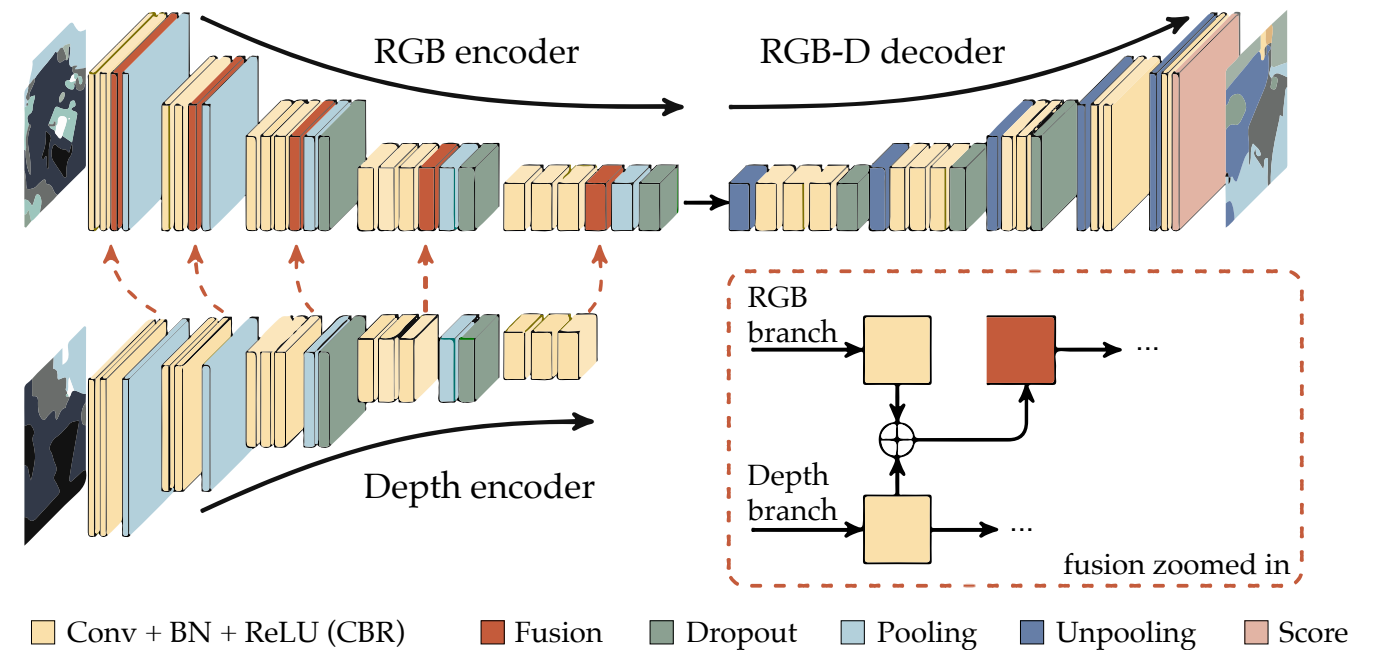 RGB encoder
RGB-D decoder
Depth encoder
RGB
branch
...
Depth
branch
...
fusion zoomed in
Conv + BN + ReLU (CBR)
Fusion
Dropout
Pooling
Unpooling
Score